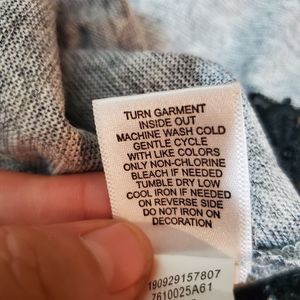 TURN GARMENT
INSIDE OUT
MACHINE WASH COLD
GENTLE CYCLE
WITH LIKE COLORS
ONLY NON-CHLORINE
BLEACH IF NEEDED
TUMBLE DRY LOW
COOL IRON IF NEEDED
ON REVERSE SIDE
DO NOT IRON ON
DECORATION
190929157807
7610025A61